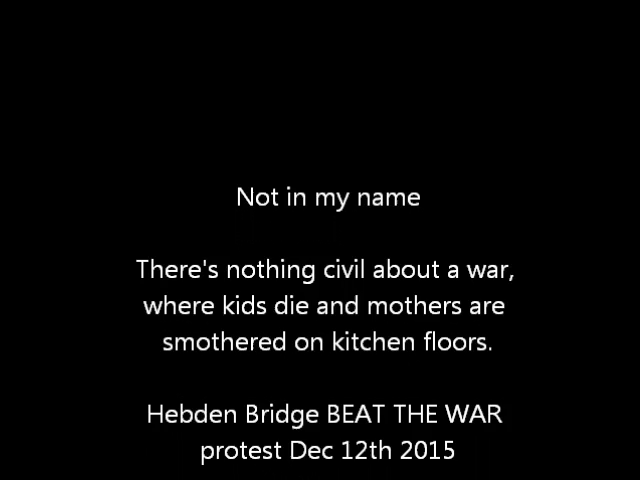 Not in my name
There's nothing civil about a war,
where kids die and mothers are
smothered on kitchen floors.
Hebden Bridge BEAT THE WAR
protest Dec 12th 2015